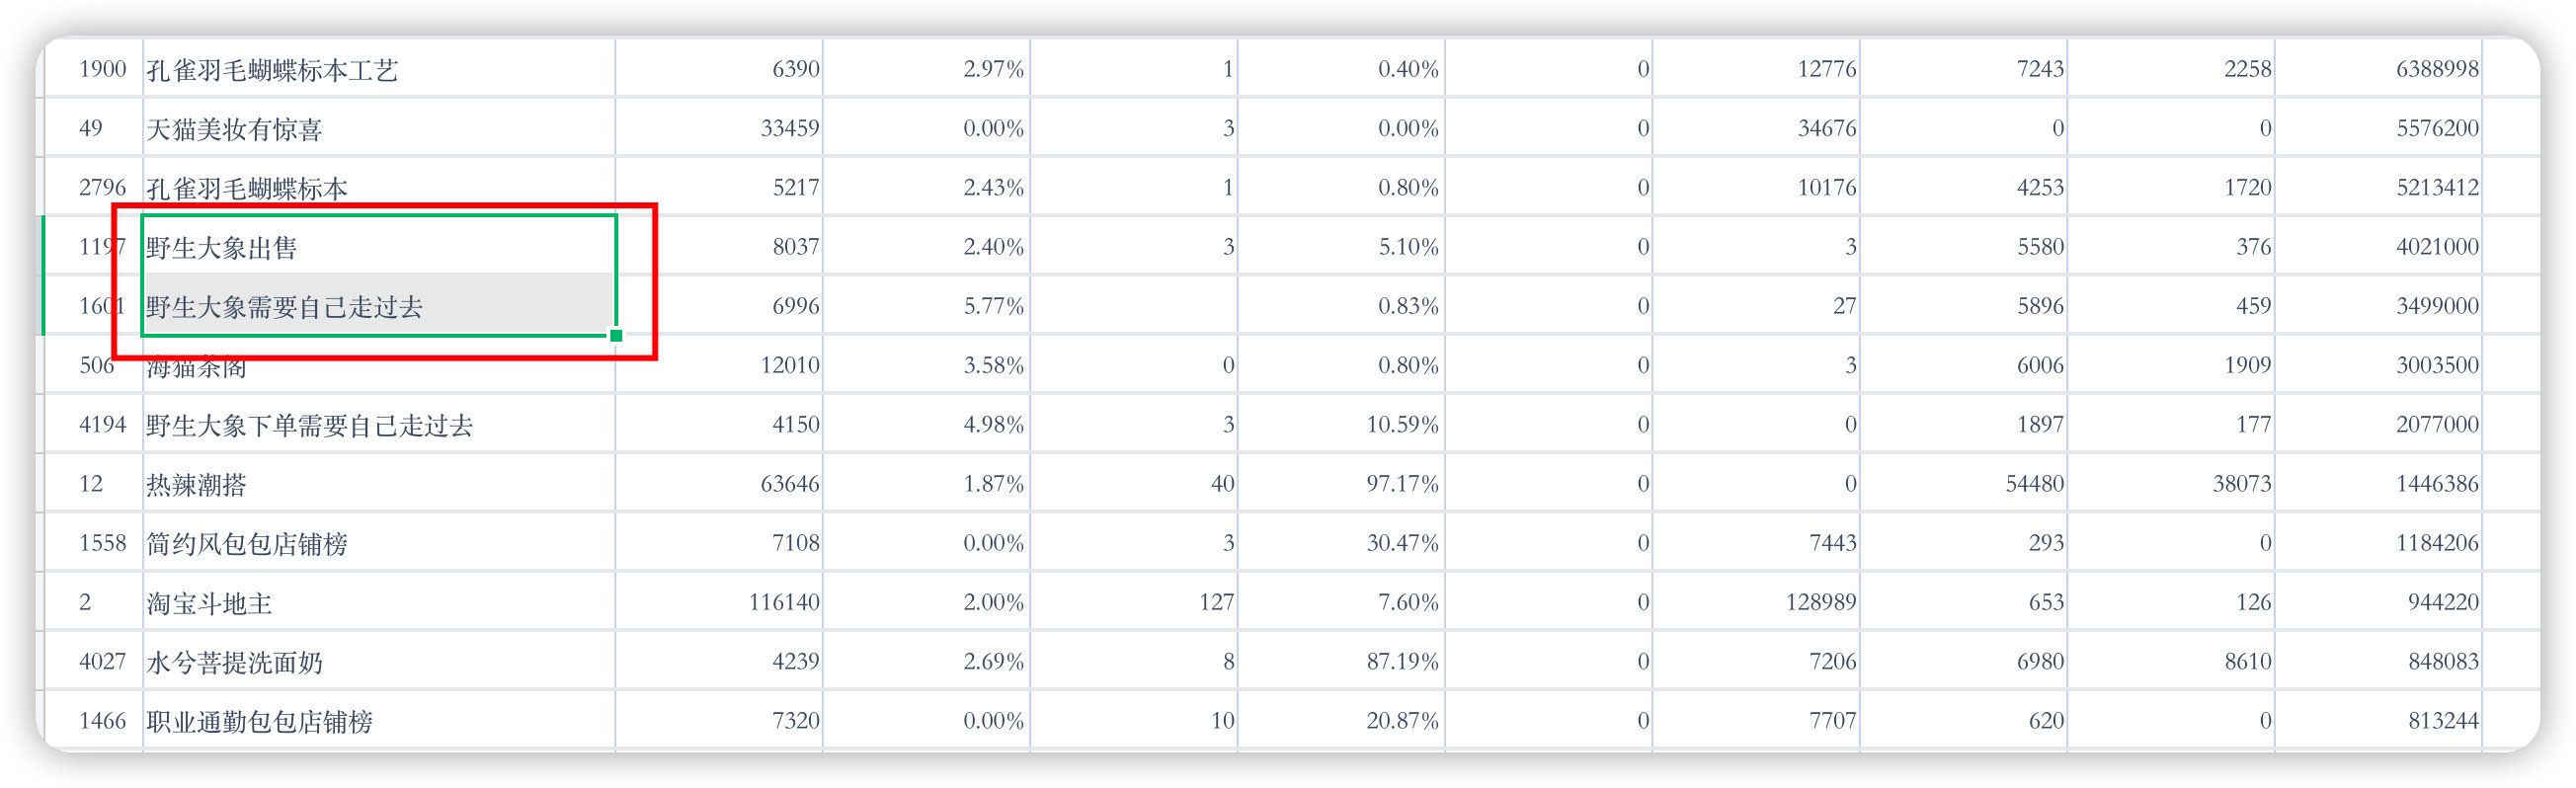 1900 孔雀羽毛蝴蝶标本工艺 6390 2.97% 1 0.40% 0 12776 7243 2258 6388998
49 天猫美妆有惊喜 33459 0.00% 3 0.00% 0 34676 0 0 5576200
2796 孔雀羽毛蝴蝶标本 5217 2.43% 1 0.80% 0 10176 4253 1720 5213412
1197 野生大象出售 8037 2.40% 3 5.10% 0 3 5580 376 4021000
1601 野生大象需要自己走过去 6996 5.77% 0.83% 0 27 5896 459 3499000
506 海猫茶阁 12010 3.58% 0 0.80% 0 3 6006 1909 3003500
4194 野生大象下单需要自己走过去 4150 4.98% 3 10.59% 0 0 1897 177 2077000
12 热辣潮搭 63646 1.87% 40 97.17% 0 0 54480 38073 1446386
1558 简约风包包店铺榜 7108 0.00% 3 30.47% 0 7443 293 0 1184206
2 淘宝斗地主 116140 2.00% 127 7.60% 0 128989 653 126 944220
4027 水兮菩提洗面奶 4239 2.69% 8 87.19% 0 7206 6980 8610 848083
1466 职业通勤包包店铺榜 7320 0.00% 10 20.87% 0 7707 620 0 813244